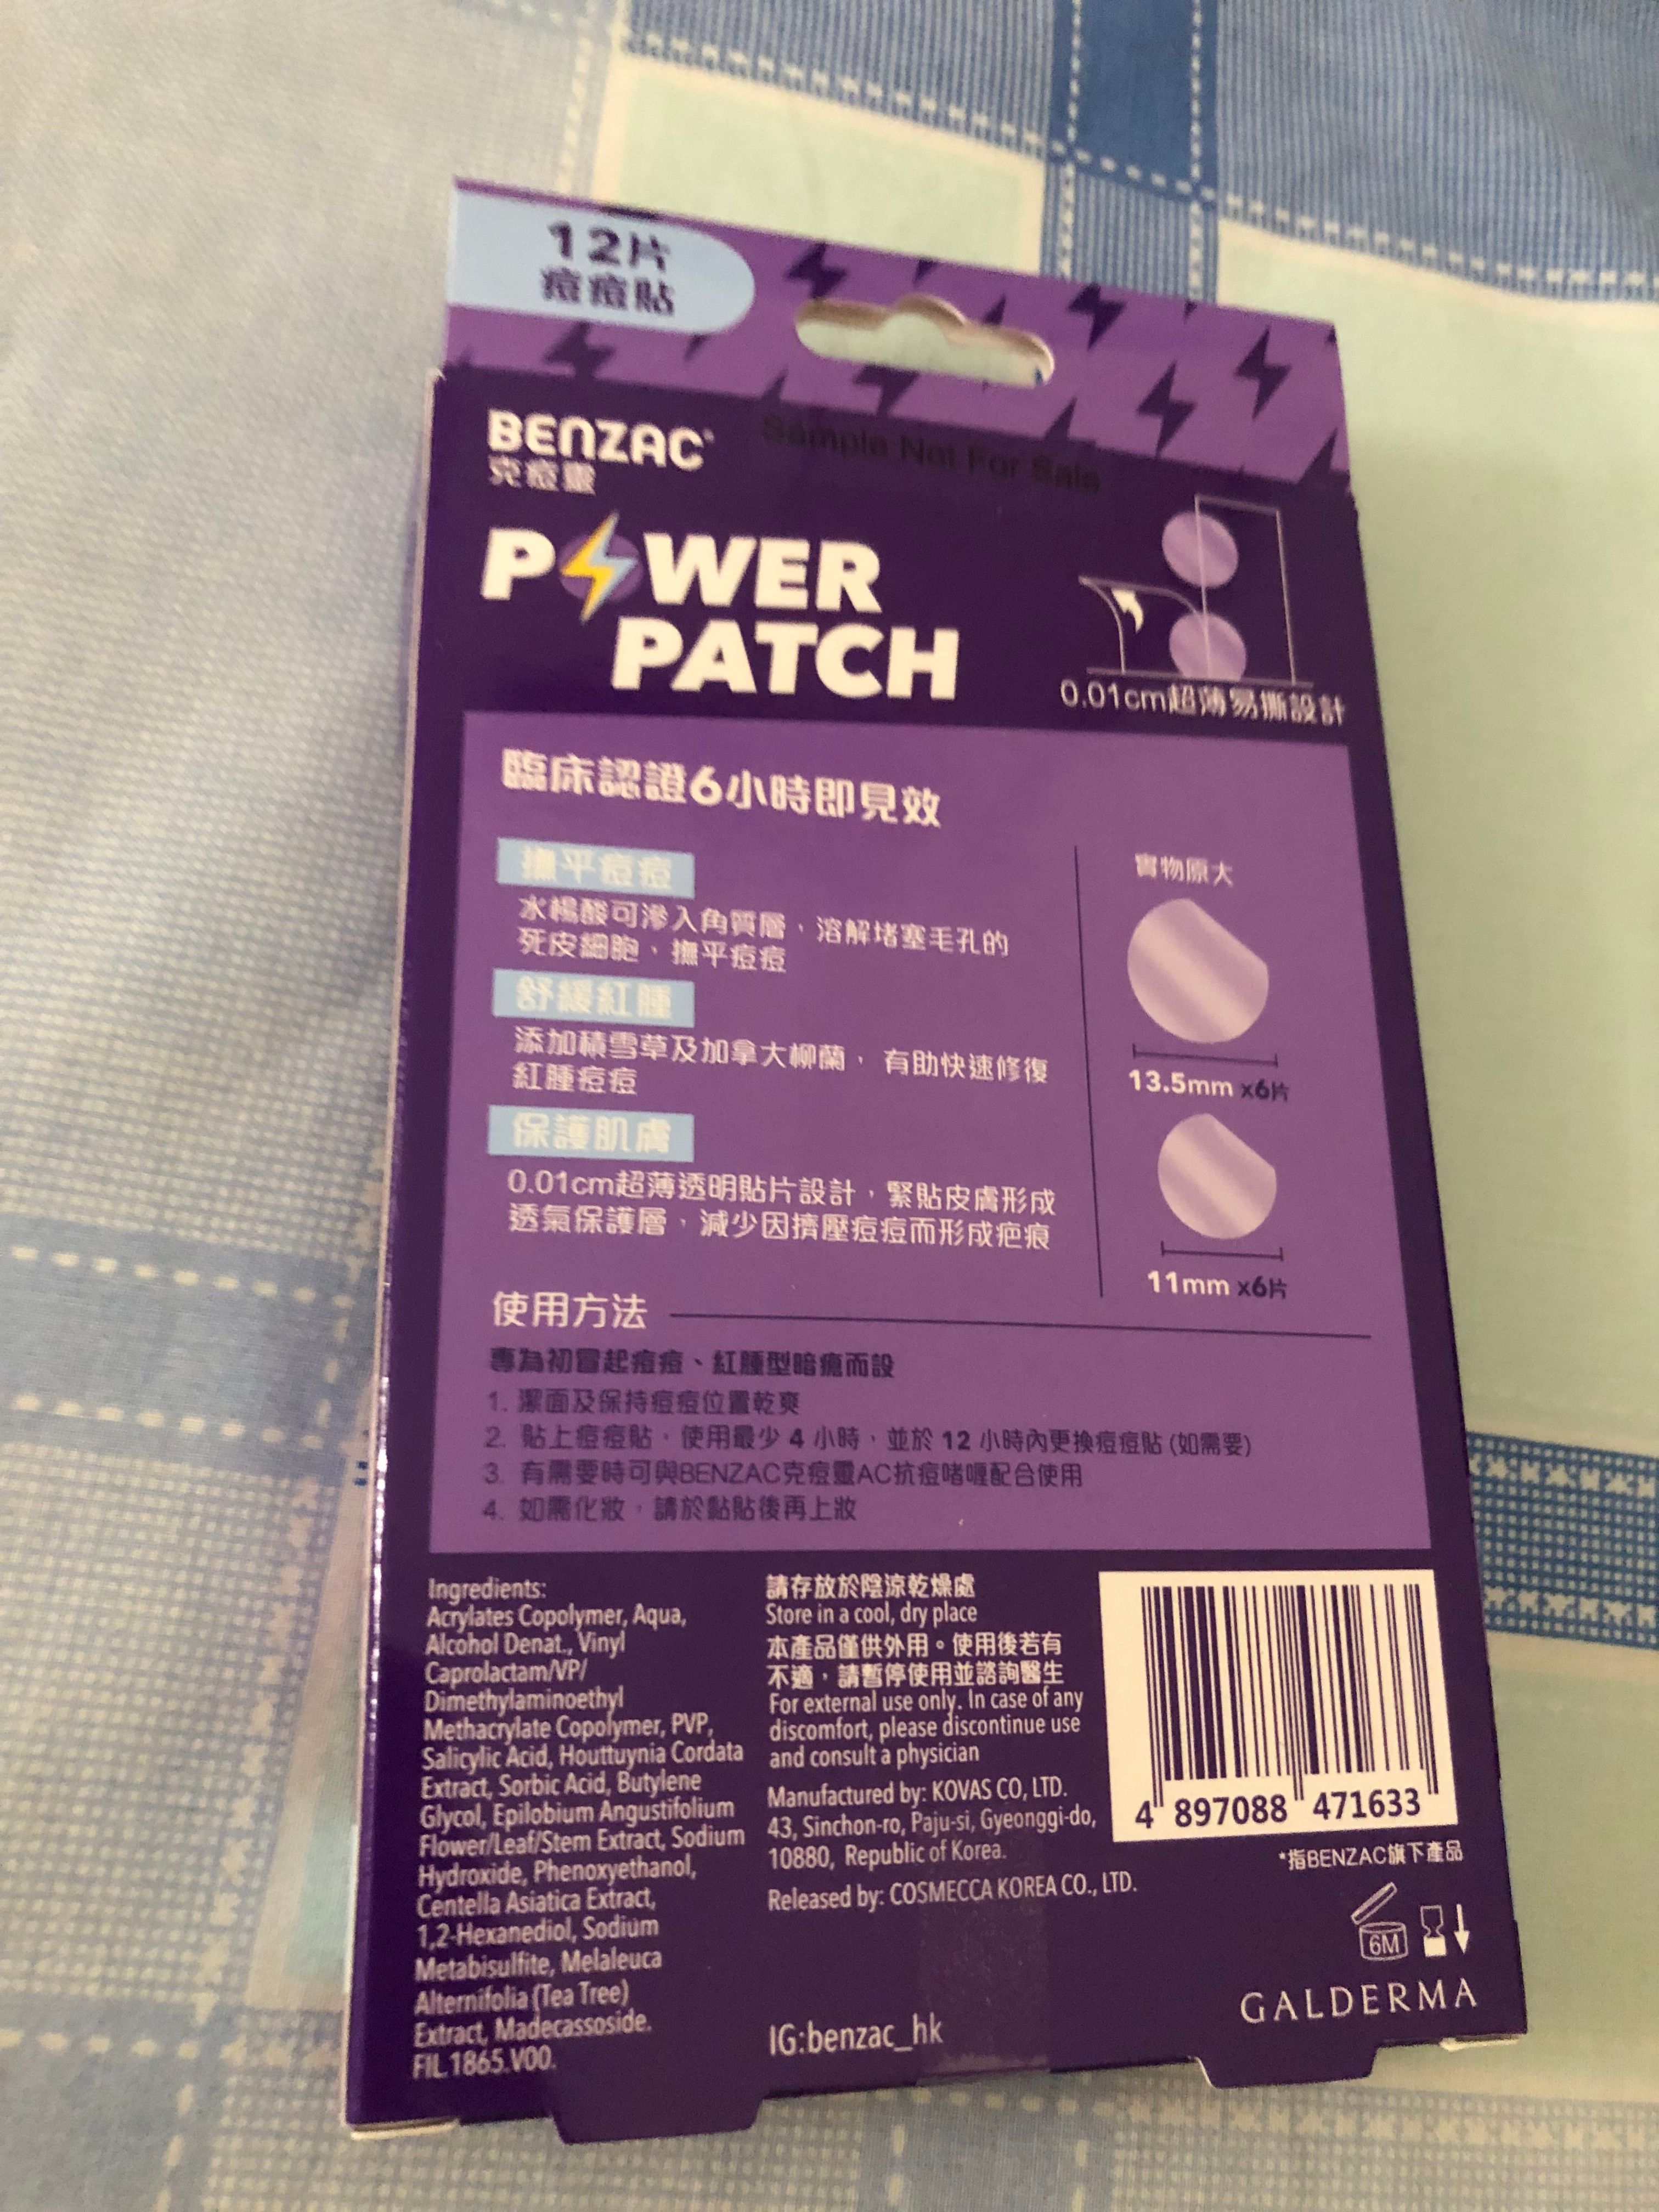 12片
痘痘貼
BENZAC
克痘靈
Sample Not For Sale
POWER
PATCH
0.01cm超薄易撕設計
臨床認證6小時即見效
撫平痘痘
水楊酸可滲入角質層，溶解堵塞毛孔的
死皮細胞，撫平痘痘
舒緩紅腫
添加積雪草及加拿大柳蘭， 有助快速修復
紅腫痘痘
保護肌膚
0.01cm超薄透明貼片設計，緊貼皮膚形成
透氣保護層，減少因擠壓痘痘而形成疤痕
實物原大
13.5mm x6片
11mm x6片
使用方法
專為初冒起痘痘、紅腫型暗瘡而設
1. 潔面及保持痘痘位置乾爽
2. 貼上痘痘貼，使用最少 4 小時，並於 12 小時內更換痘痘貼 (如需要)
3. 有需要時可與BENZAC克痘靈AC抗痘啫喱配合使用
4. 如需化妝，請於黏貼後再上妝
Ingredients:
Acrylates Copolymer, Aqua,
Alcohol Denat., Vinyl
Caprolactam/VP/
Dimethylaminoethyl
Methacrylate Copolymer, PVP,
Salicylic Acid, Houttuynia Cordata
Extract, Sorbic Acid, Butylene
Glycol, Epilobium Angustifolium
Flower/Leaf/Stem Extract, Sodium
Hydroxide, Phenoxyethanol,
Centella Asiatica Extract,
1,2-Hexanediol, Sodium
Metabisulfite, Melaleuca
Alternifolia (Tea Tree)
Extract, Madecassoside.
FIL.1865.V00.
請存放於陰涼乾燥處
Store in a cool, dry place
本產品僅供外用。使用後若有
不適，請暫停使用並諮詢醫生
For external use only. In case of any
discomfort, please discontinue use
and consult a physician
Manufactured by: KOVAS CO, LTD.
43, Sinchon-ro, Paju-si, Gyeonggi-do,
10880, Republic of Korea.
Released by: COSMECCA KOREA CO., LTD.
IG:benzac_hk
4 897088 471633
*指BENZAC旗下產品
6M
GALDERMA